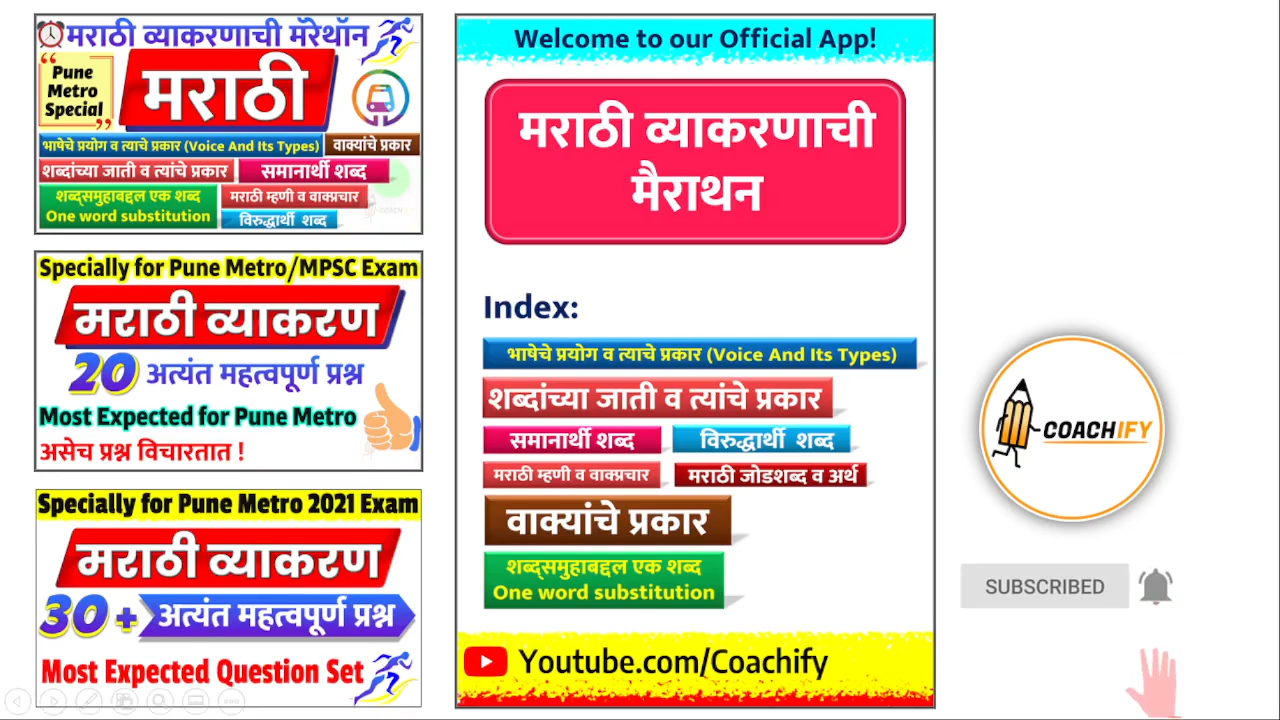 मराठी व्याकरणाची मॅरेथॉन
Pune
Metro
Special
मराठी
भाषेचे प्रयोग व त्याचे प्रकार (Voice And Its Types)
वाक्यांचे प्रकार
शब्दांच्या जाती व त्यांचे प्रकार
समानार्थी शब्द
शब्द्समुहाबद्दल एक शब्द
One word substitution
मराठी म्हणी व वाक्प्रचार
विरुद्धार्थी शब्द
COACHIFY
Specially for Pune Metro/MPSC Exam
मराठी व्याकरण
20 अत्यंत महत्वपूर्ण प्रश्न
Most Expected for Pune Metro
असेच प्रश्न विचारतात !
Specially for Pune Metro 2021 Exam
मराठी व्याकरण
30 + अत्यंत महत्वपूर्ण प्रश्न
Most Expected Question Set
Welcome to our Official App!
मराठी व्याकरणाची
मैराथन
Index:
भाषेचे प्रयोग व त्याचे प्रकार (Voice And Its Types)
शब्दांच्या जाती व त्यांचे प्रकार
समानार्थी शब्द
विरुद्धार्थी शब्द
मराठी म्हणी व वाक्प्रचार
मराठी जोडशब्द व अर्थ
वाक्यांचे प्रकार
शब्द्समुहाबद्दल एक शब्द
One word substitution
Youtube.com/Coachify
COACHIFY
SUBSCRIBED